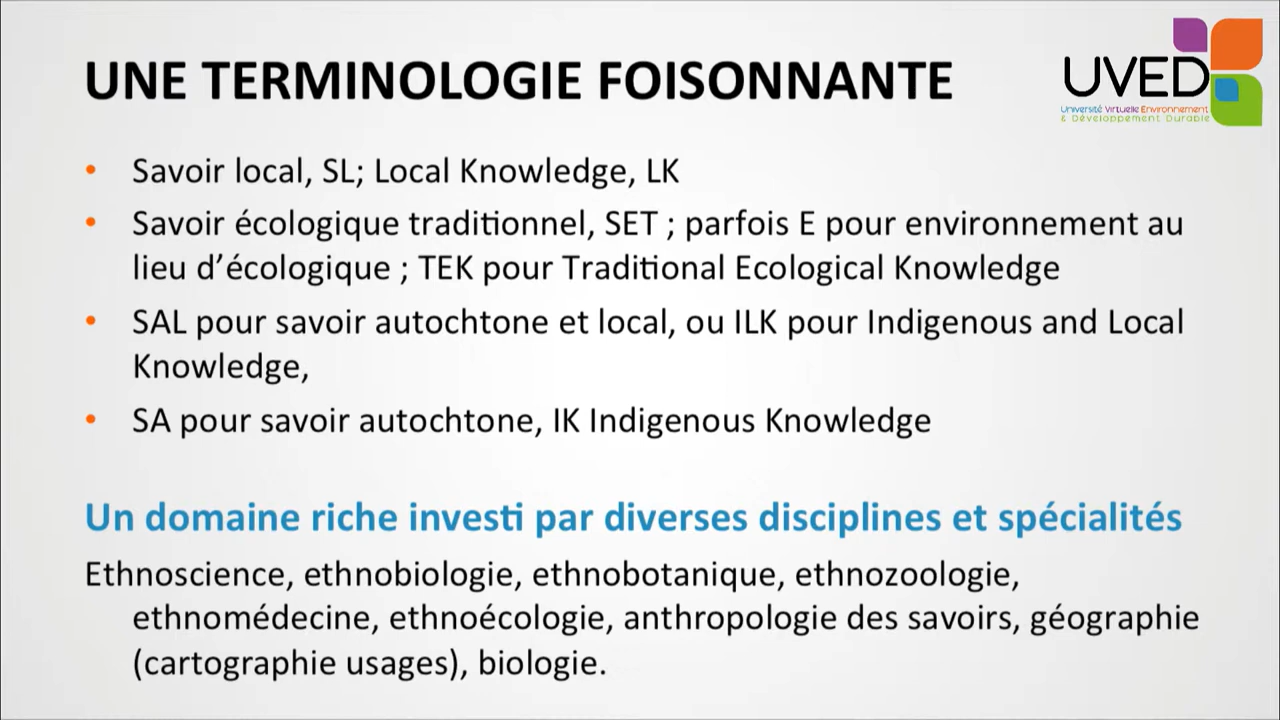 UNE TERMINOLOGIE FOISONNANTE
UVED
Université Virtuelle Environnement
& Développement Durable
• Savoir local, SL; Local Knowledge, LK
• Savoir écologique traditionnel, SET ; parfois E pour environnement au
lieu d’écologique ; TEK pour Traditional Ecological Knowledge
• SAL pour savoir autochtone et local, ou ILK pour Indigenous and Local
Knowledge,
• SA pour savoir autochtone, IK Indigenous Knowledge
Un domaine riche investi par diverses disciplines et spécialités
Ethnoscience, ethnobiologie, ethnobotanique, ethnozoologie,
ethnomédecine, ethnoécologie, anthropologie des savoirs, géographie
(cartographie usages), biologie.